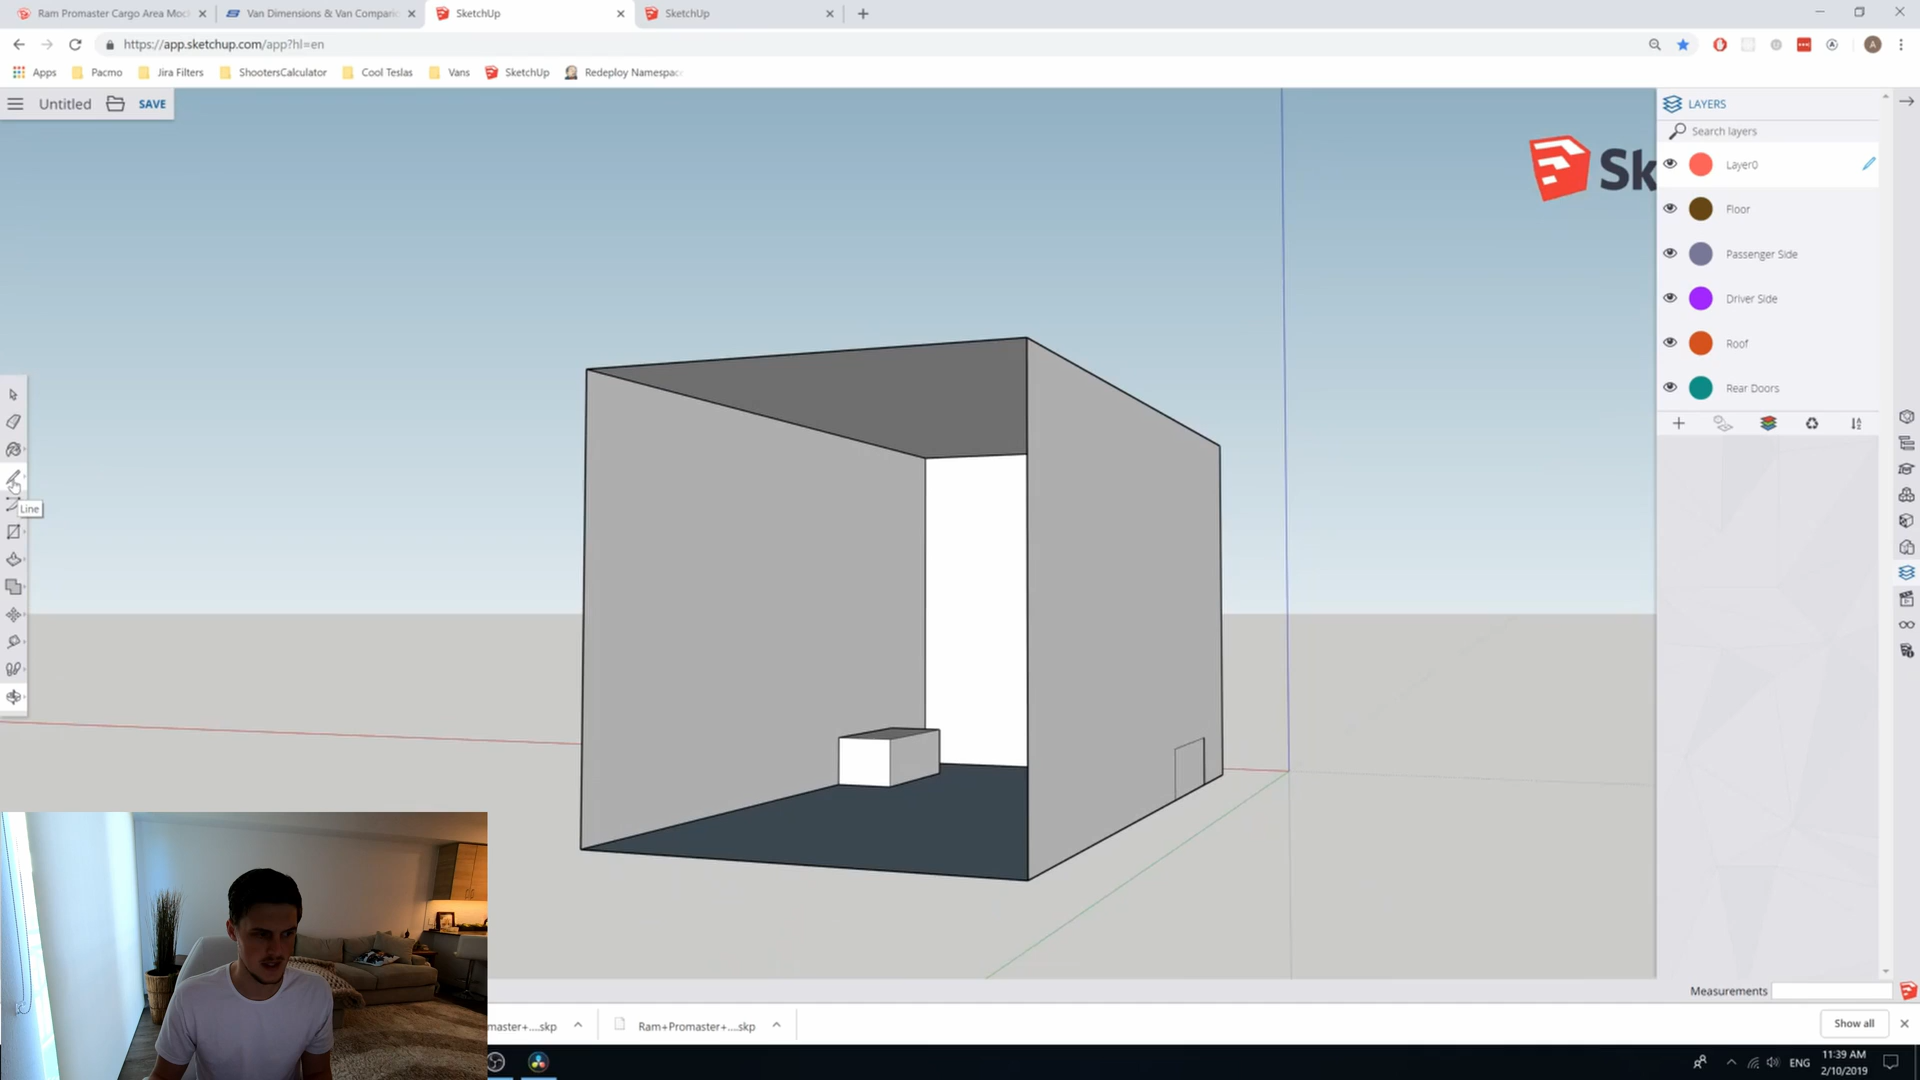 Ram Promaster Cargo Area Moc
Van Dimensions & Van Comparis
SketchUp
SketchUp
https://app.sketchup.com/app?hl=en
A
Apps
Pacmo
Jira Filters
ShootersCalculator
Cool Teslas
Vans
SketchUp
Redeploy Namespac
Untitled
SAVE
LAYERS
Search layers
Sk
Layer0
Floor
Passenger Side
Driver Side
Roof
Rear Doors
Line
Measurements
master+....skp
Ram+Promaster+....skp
Show all
ENG
11:39 AM
2/10/2019